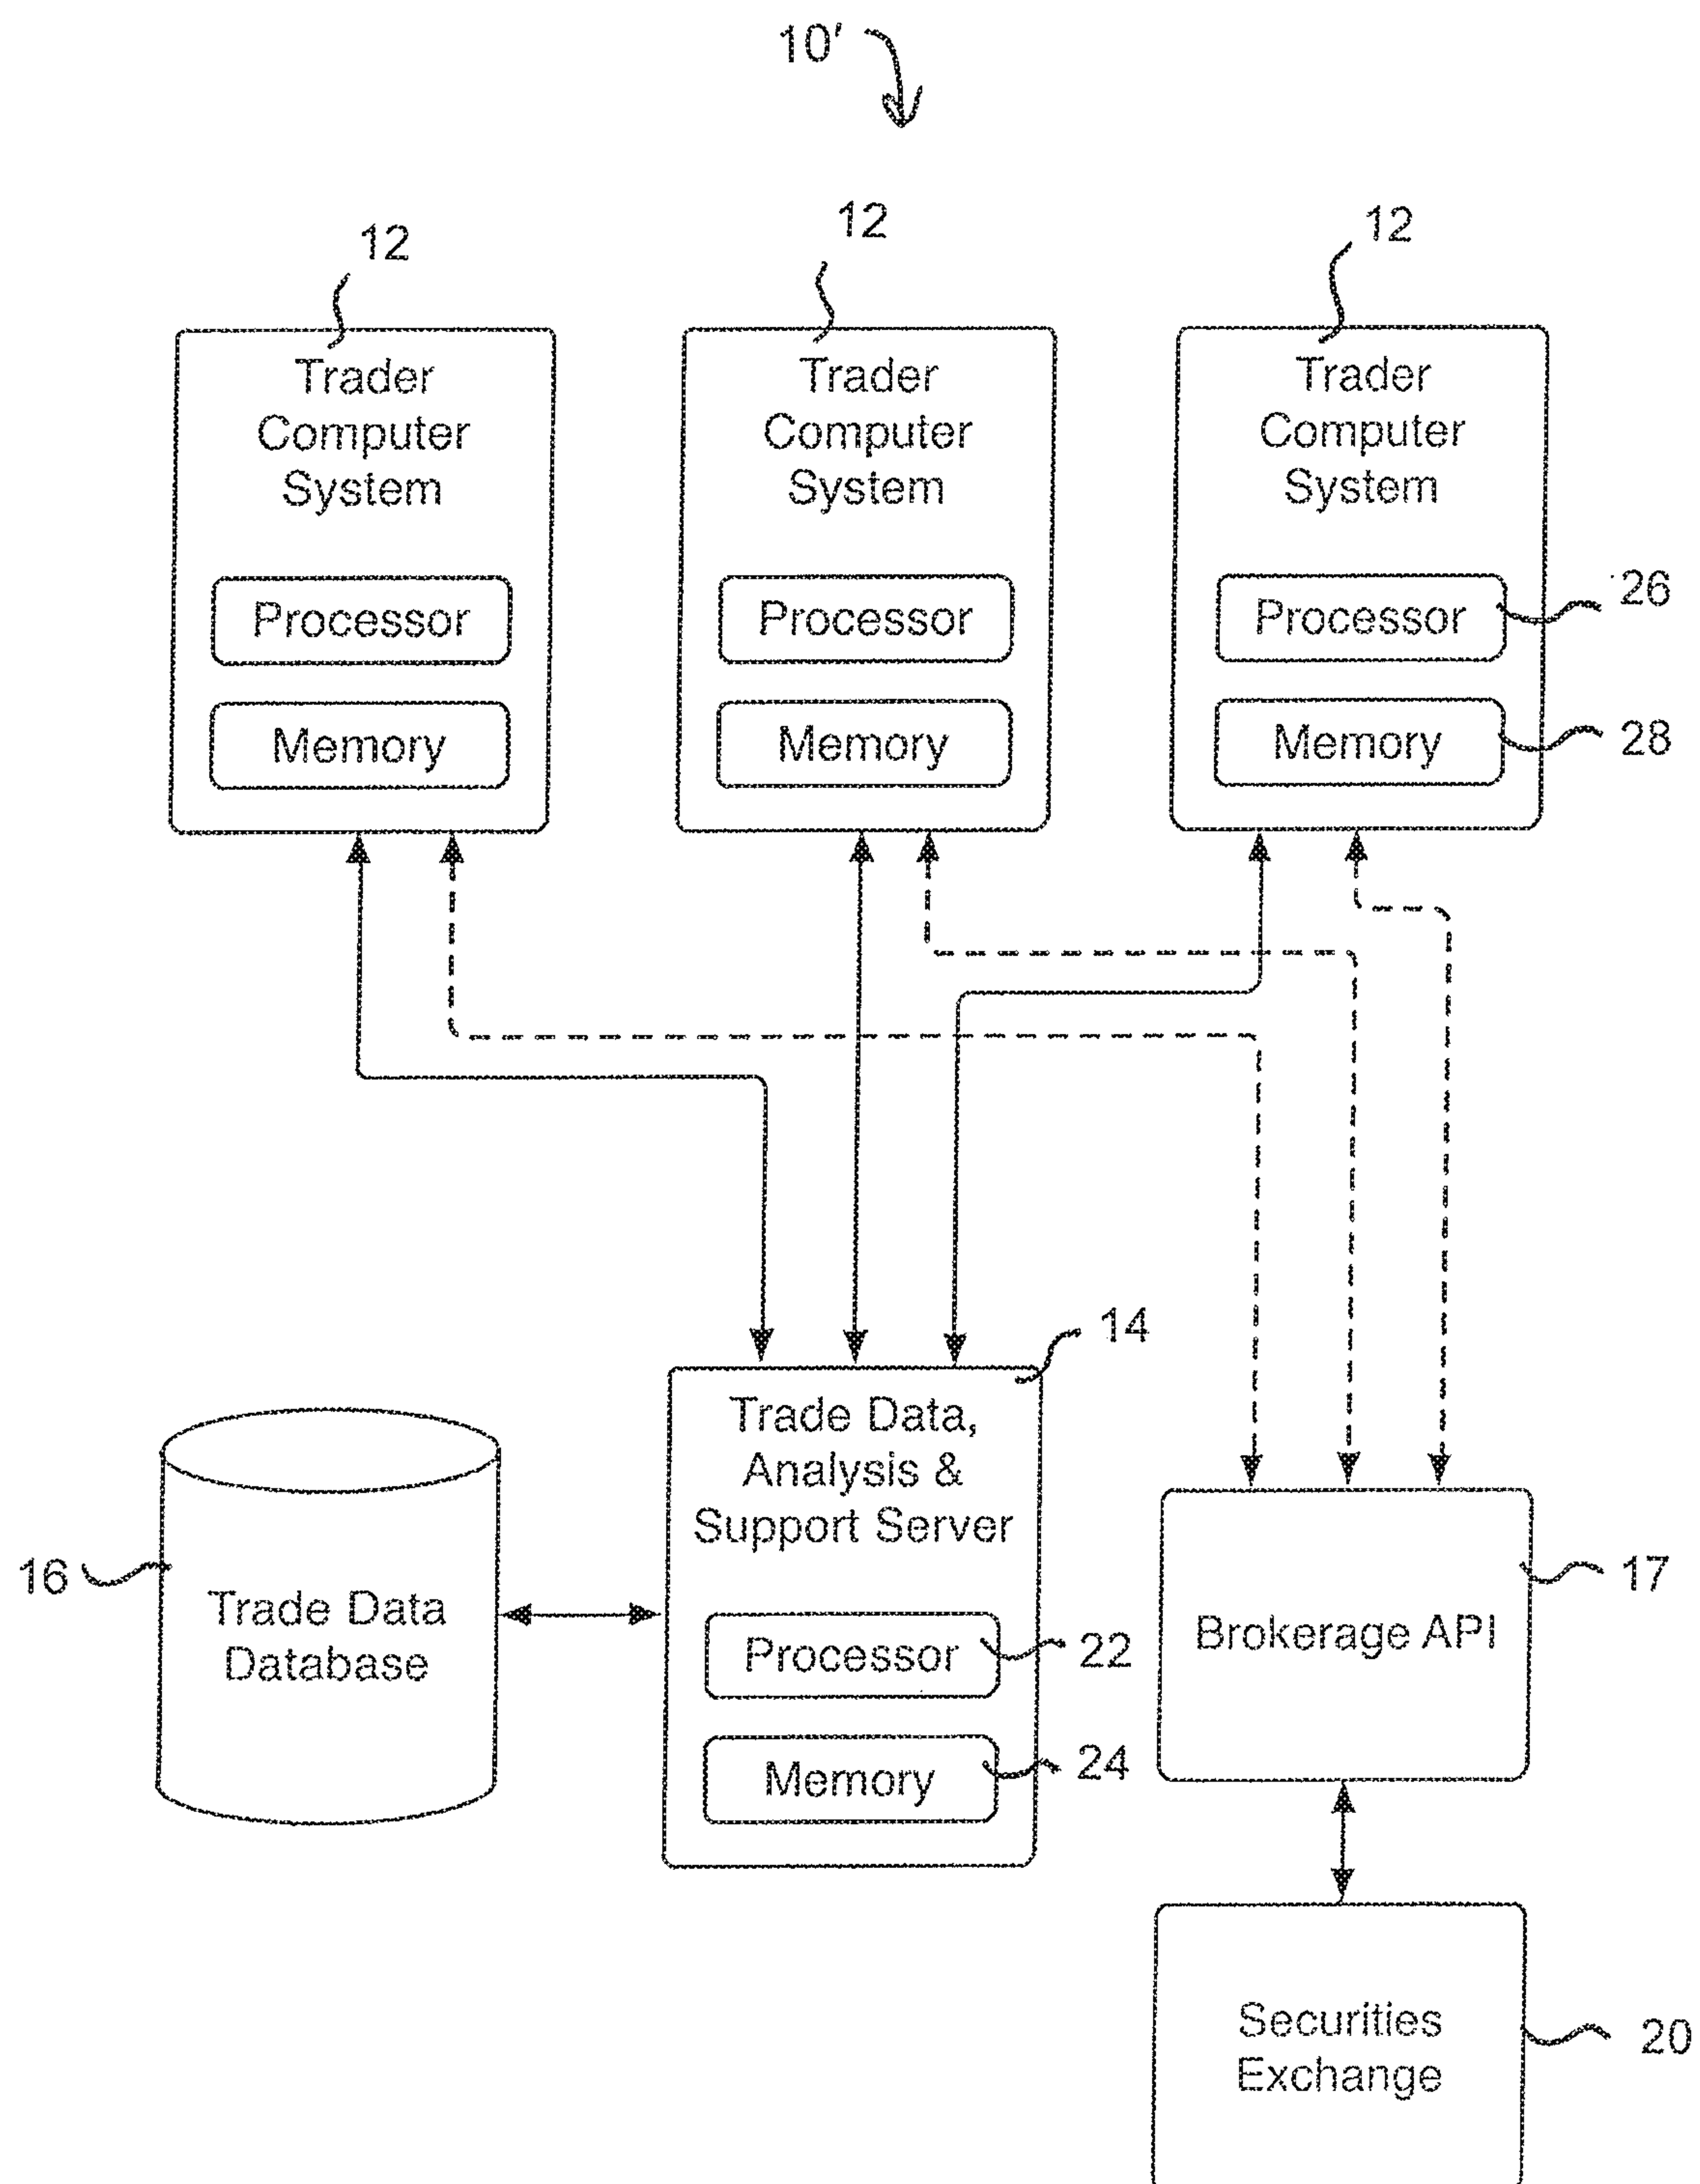 10'
12
12
12
Trader
Computer
System
Processor
Memory
Trader
Computer
System
Processor
Memory
Trader
Computer
System
Processor
26
Memory
28
14
Trade Data,
Analysis &
Support Server
Processor
22
Memory
24
16
Trade Data
Database
17
Brokerage API
Securities
Exchange
20